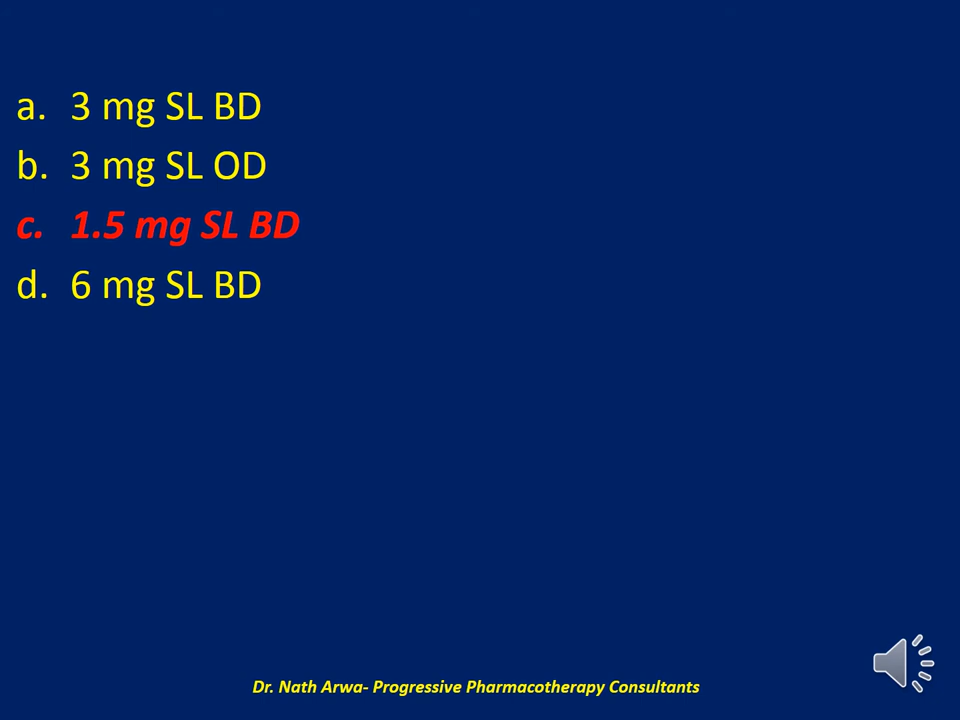 a. 3 mg SL BD
b. 3 mg SL OD
c. 1.5 mg SL BD
d. 6 mg SL BD
Dr. Nath Arwa- Progressive Pharmacotherapy Consultants